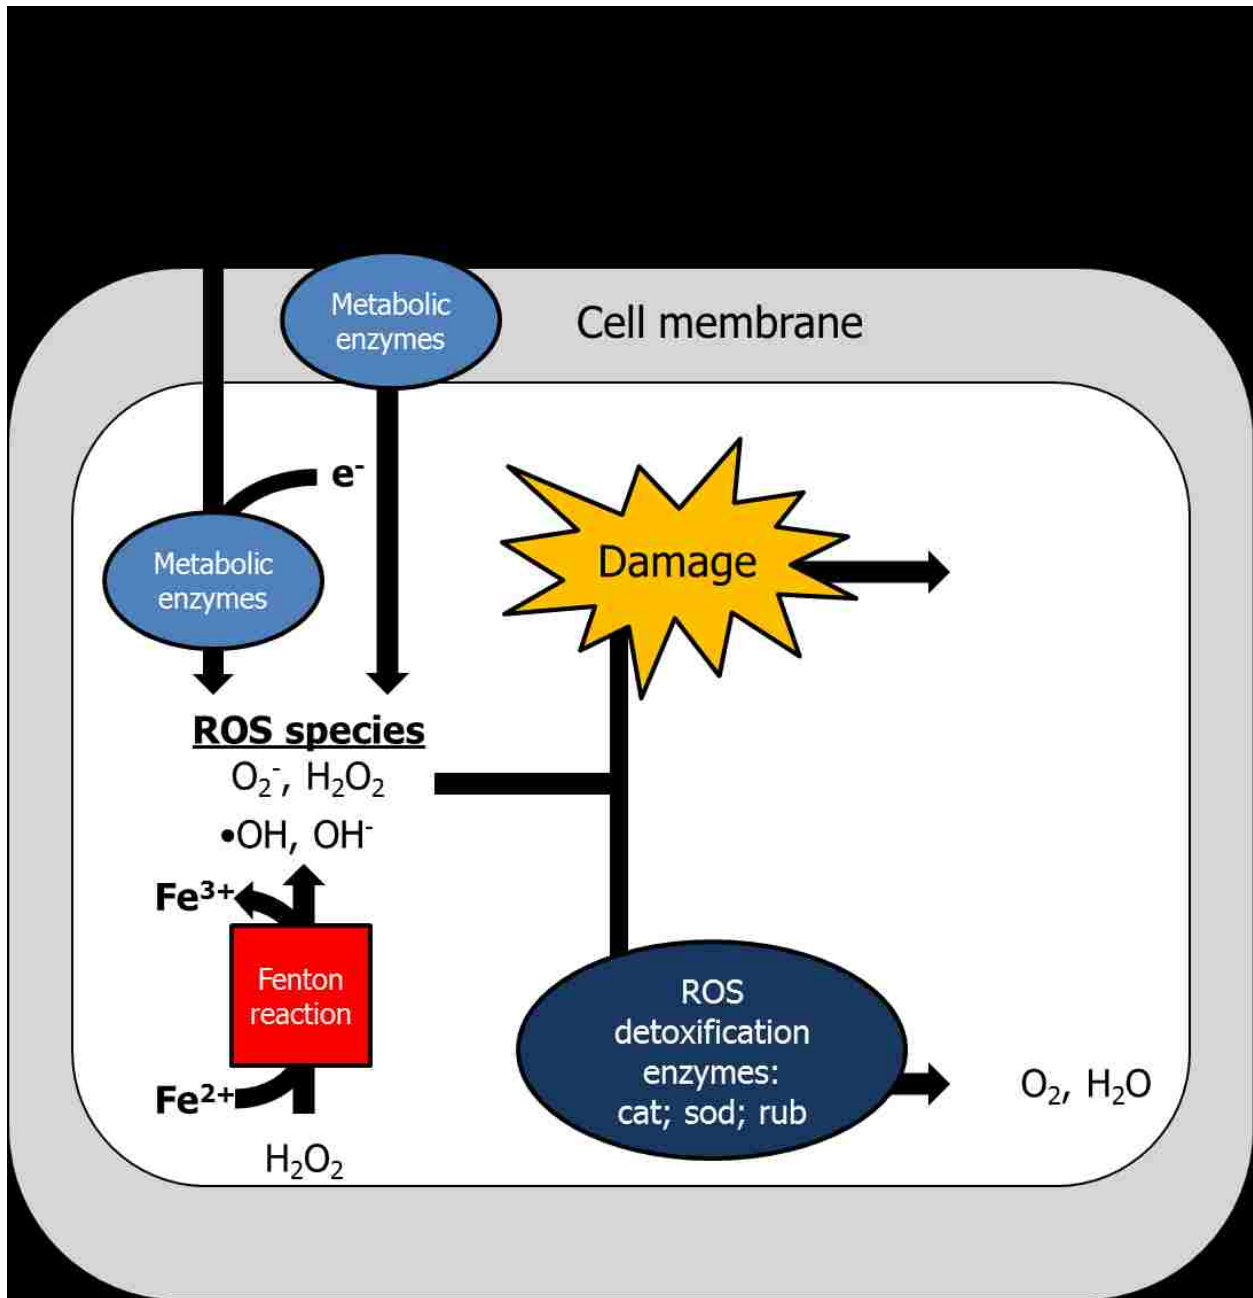 Metabolic
enzymes
Cell membrane
e⁻
Metabolic
enzymes
Damage
ROS species
O₂⁻, H₂O₂
•OH, OH⁻
Fe³⁺
Fenton
reaction
Fe²⁺
H₂O₂
ROS
detoxification
enzymes:
cat; sod; rub
O₂, H₂O